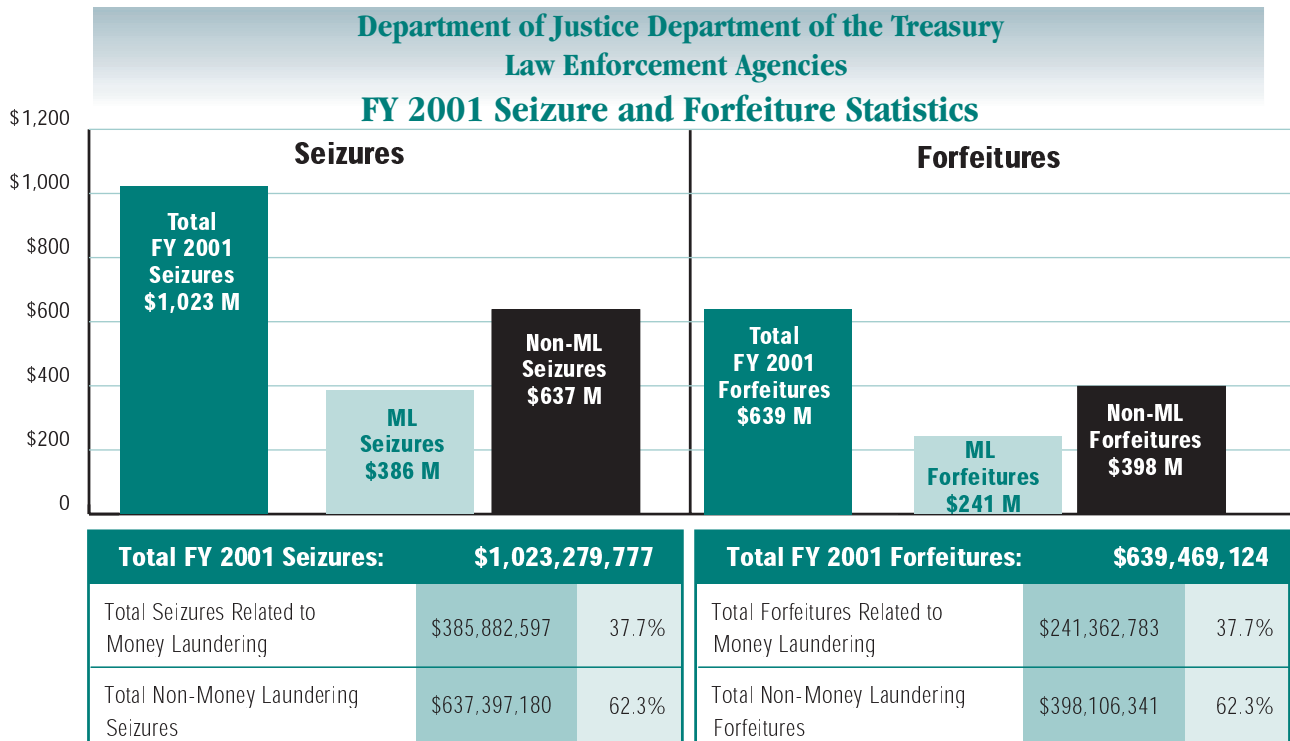 Department of Justice Department of the Treasury
Law Enforcement Agencies
FY 2001 Seizure and Forfeiture Statistics
$1,200
$1,000
$800
$600
$400
$200
0
Seizures
Total
FY 2001
Seizures
$1,023 M
ML
Seizures
$386 M
Non-ML
Seizures
$637 M
Forfeitures
Total
FY 2001
Forfeitures
$639 M
ML
Forfeitures
$241 M
Non-ML
Forfeitures
$398 M
Total FY 2001 Seizures: $1,023,279,777
Total Seizures Related to
Money Laundering
$385,882,597 37.7%
Total Non-Money Laundering
Seizures
$637,397,180 62.3%
Total FY 2001 Forfeitures: $639,469,124
Total Forfeitures Related to
Money Laundering
$241,362,783 37.7%
Total Non-Money Laundering
Forfeitures
$398,106,341 62.3%